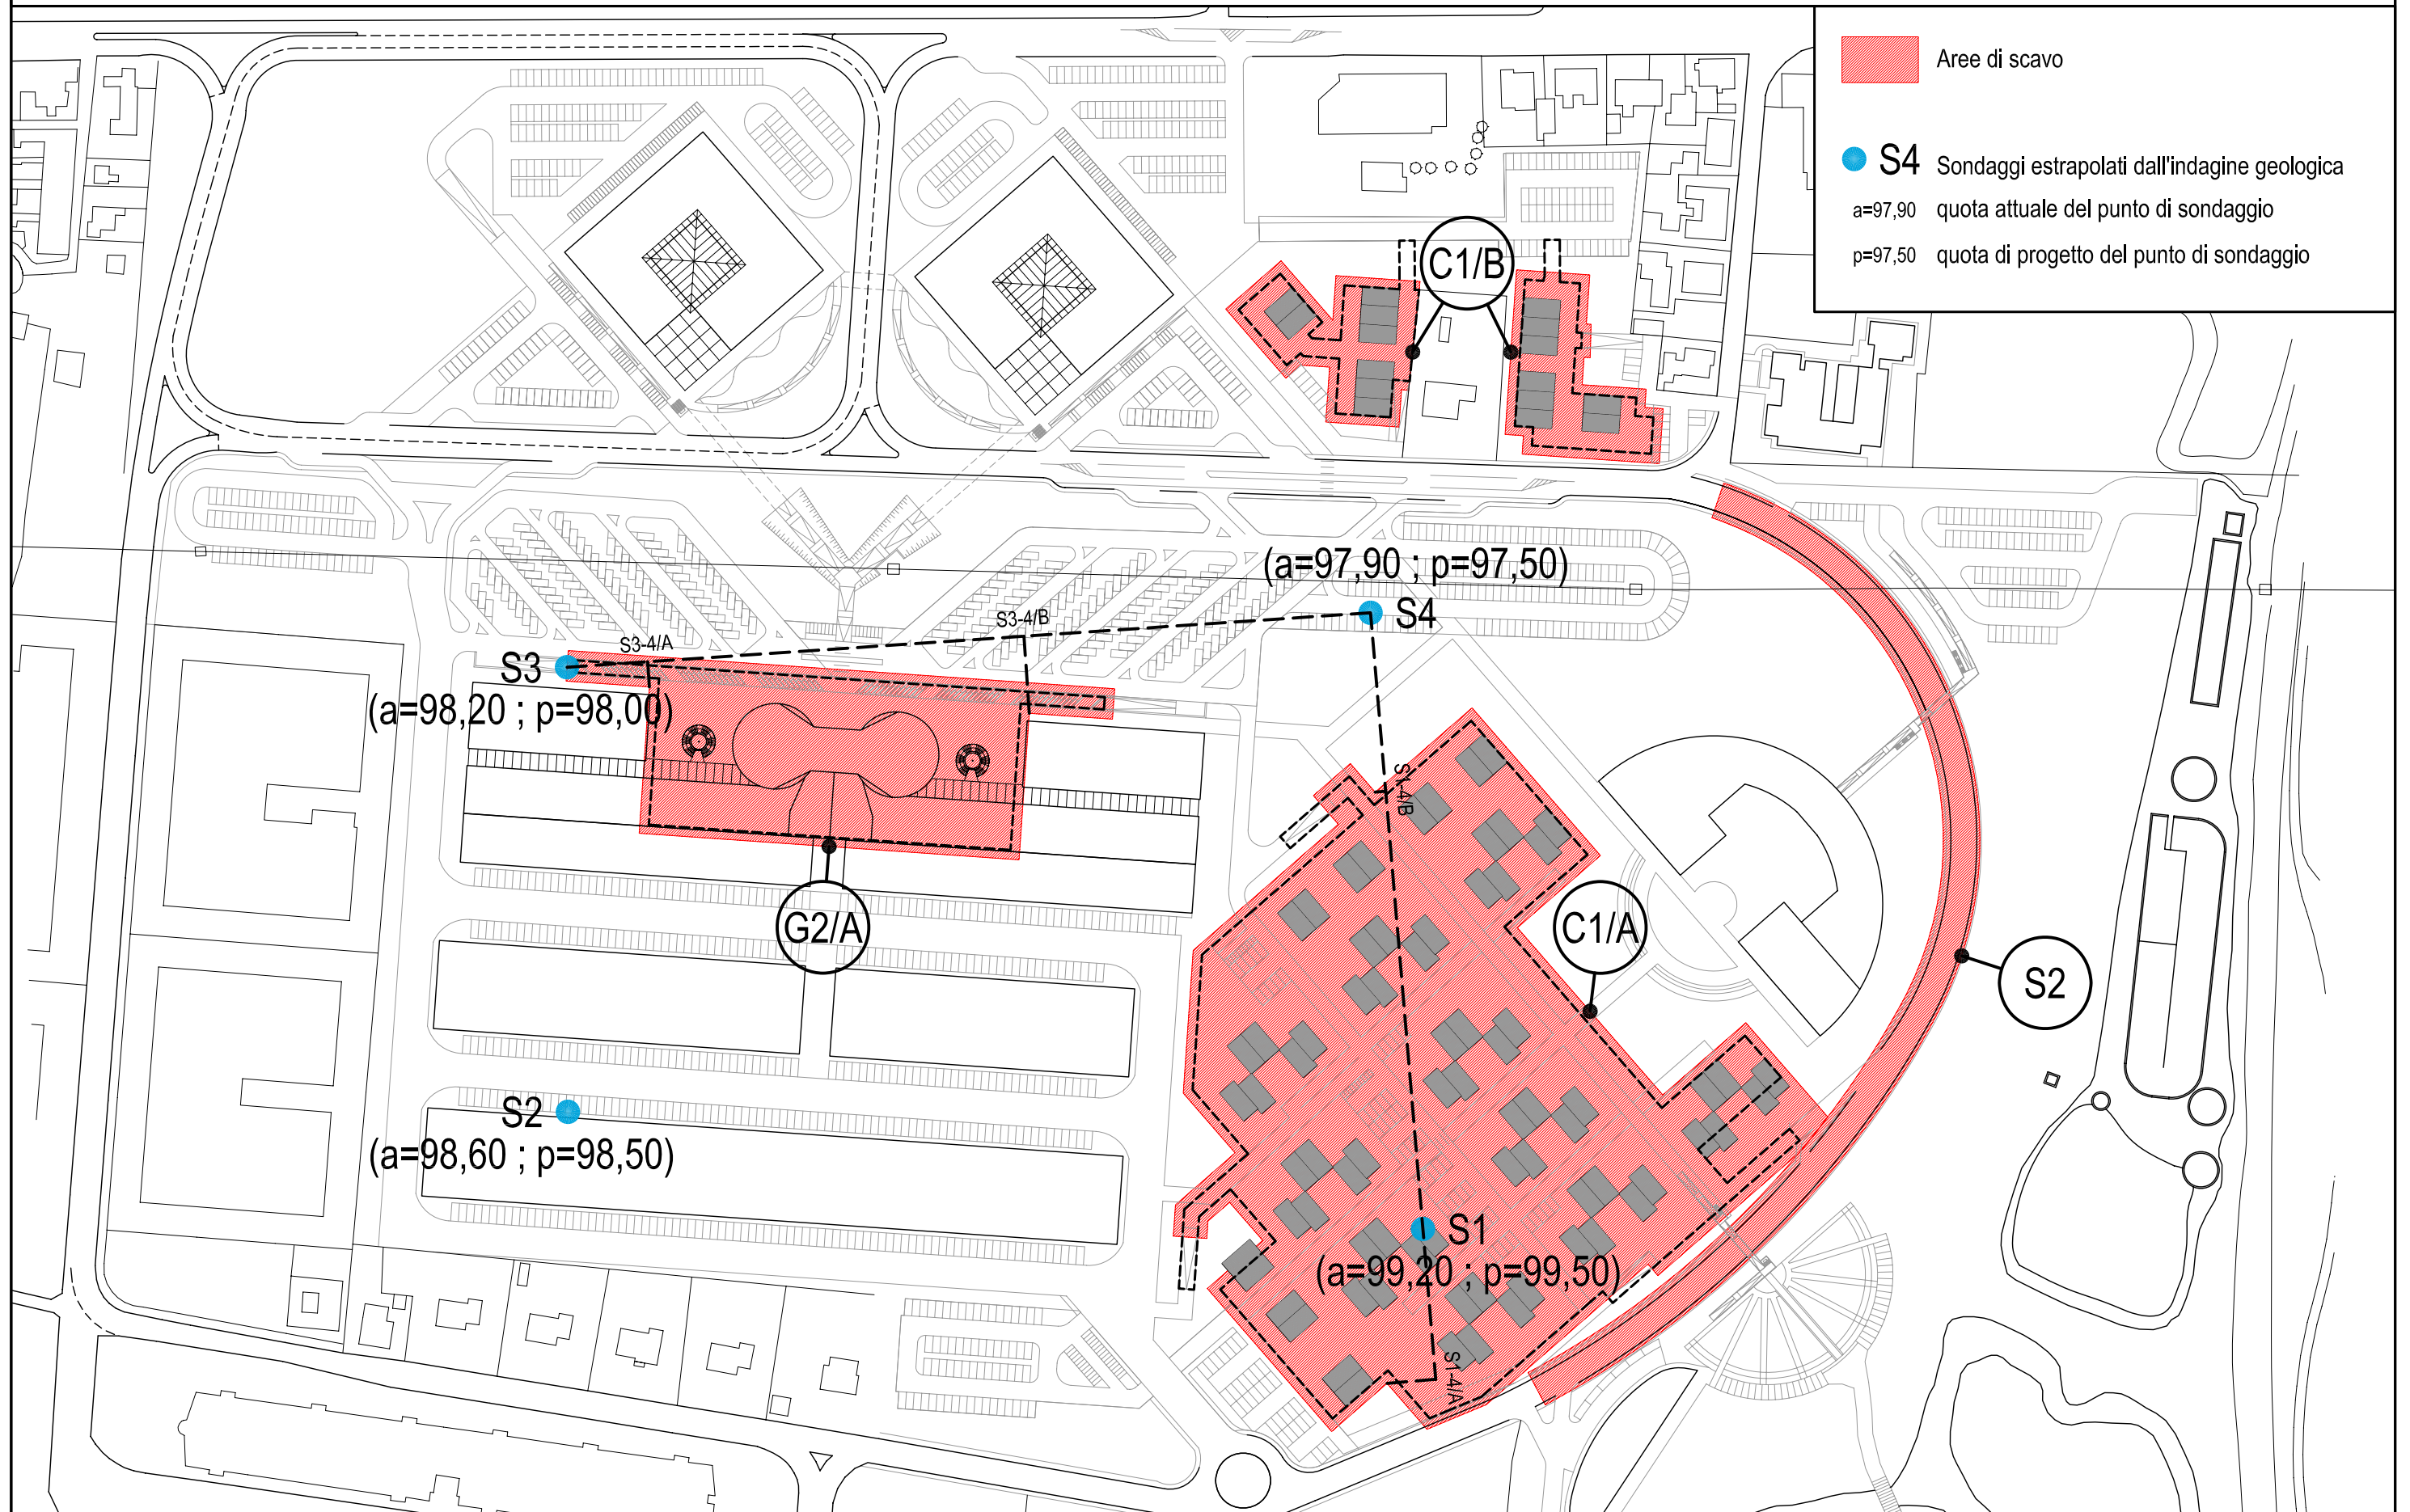 Aree di scavo
S4 Sondaggi estrapolati dall'indagine geologica
a=97,90 quota attuale del punto di sondaggio
p=97,50 quota di progetto del punto di sondaggio
C1/B
(a=97,90 ; p=97,50)
S4
S3-4/B
S3-4/A
S3
(a=98,20 ; p=98,00)
S1-4/B
G2/A
C1/A
S2
S2
(a=98,60 ; p=98,50)
S1
(a=99,20 ; p=99,50)
S1-4/A